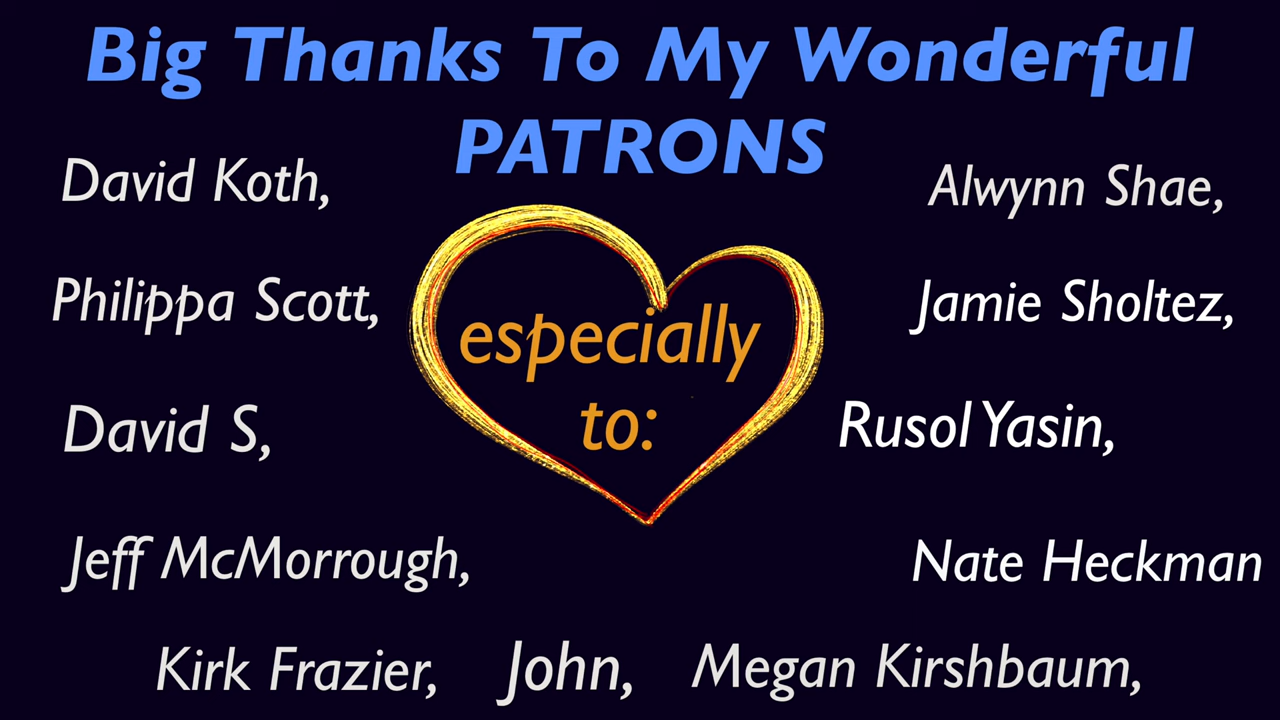 Big Thanks To My Wonderful
PATRONS
David Koth,
Alwynn Shae,
Philippa Scott,
especially
to:
Jamie Sholtez,
David S,
Rusol Yasin,
Jeff McMorrough,
Nate Heckman
Kirk Frazier,
John,
Megan Kirshbaum,